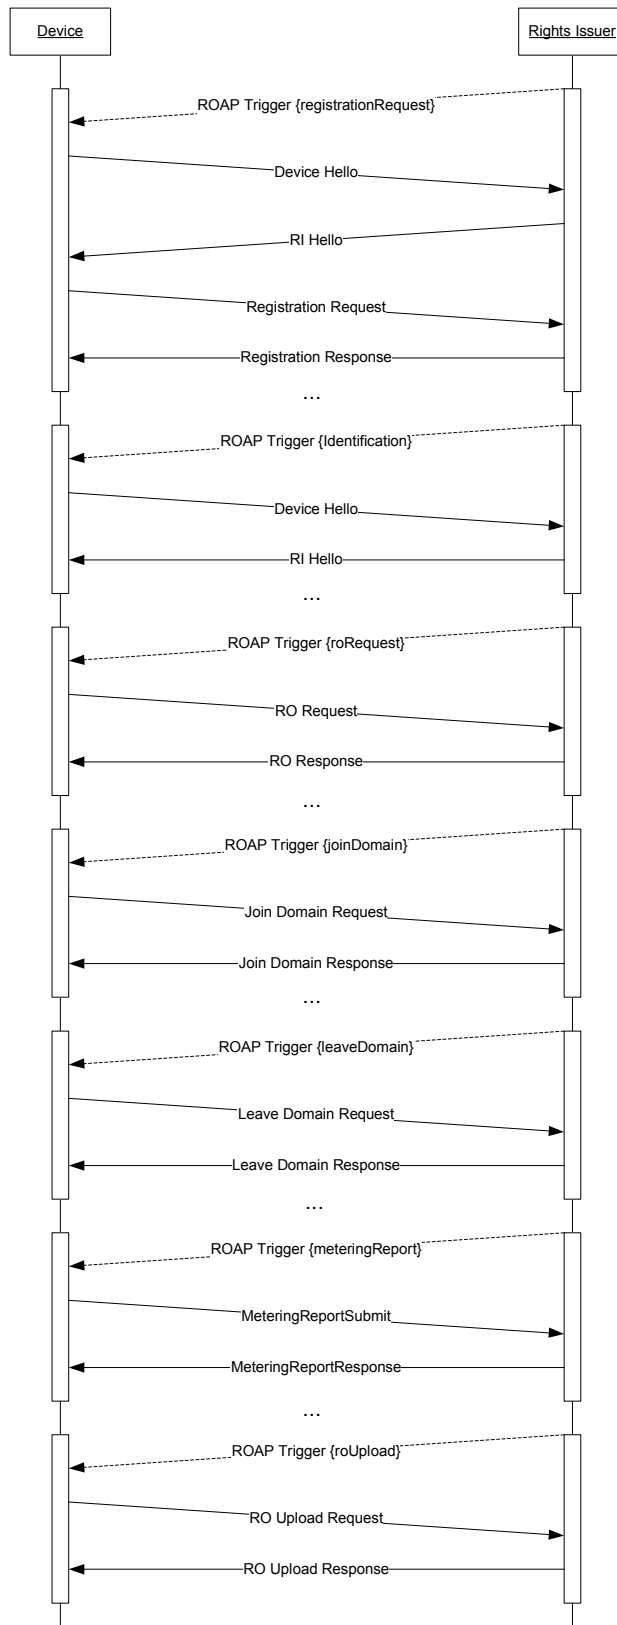 Device
Rights Issuer
ROAP Trigger {registrationRequest}
Device Hello
RI Hello
Registration Request
Registration Response
...
ROAP Trigger {Identification}
Device Hello
RI Hello
...
ROAP Trigger {roRequest}
RO Request
RO Response
...
ROAP Trigger {joinDomain}
Join Domain Request
Join Domain Response
...
ROAP Trigger {leaveDomain}
Leave Domain Request
Leave Domain Response
...
ROAP Trigger {meteringReport}
MeteringReportSubmit
MeteringReportResponse
...
ROAP Trigger {roUpload}
RO Upload Request
RO Upload Response